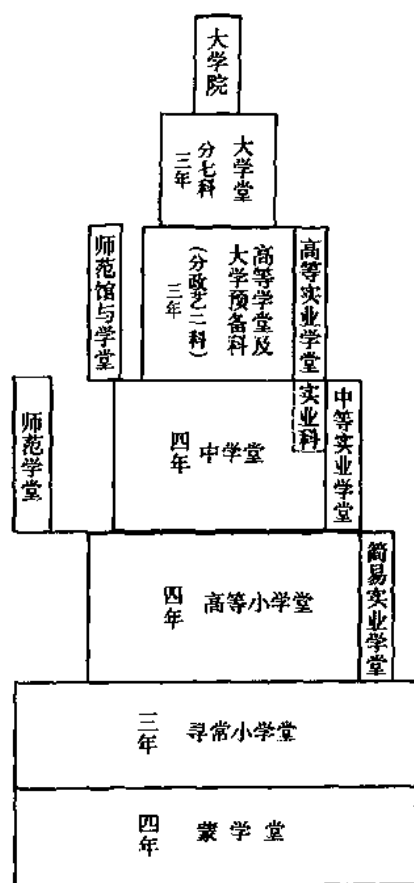 大学院
大学堂
分七科
三年
师范馆与学堂
高等学堂及
大学预备科
(分政艺二科)
三年
高等实业学堂
师范学堂
中学堂
四年
实业科
中等实业学堂
高等小学堂
四年
简易实业学堂
寻常小学堂
三年
蒙学堂
四年